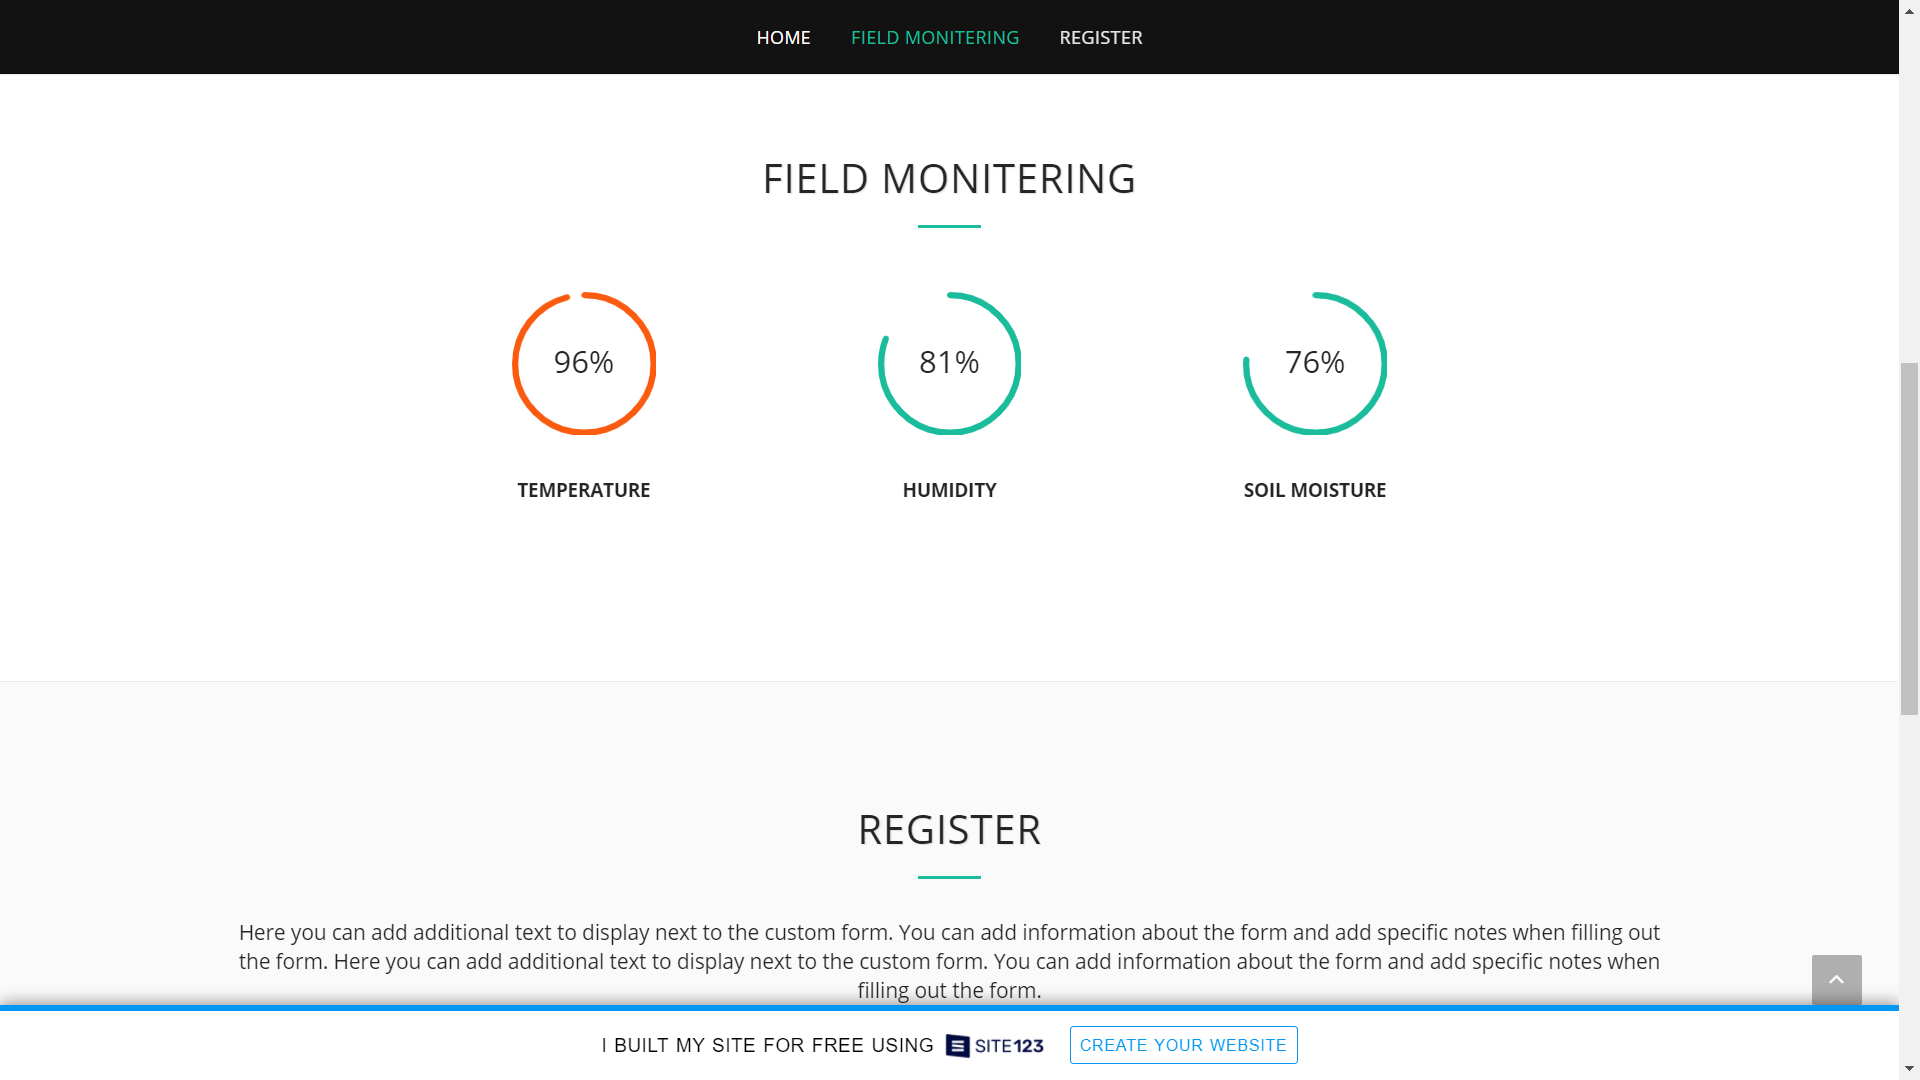 HOME FIELD MONITERING REGISTER
FIELD MONITERING
96% 81% 76%
TEMPERATURE HUMIDITY SOIL MOISTURE
REGISTER
Here you can add additional text to display next to the custom form. You can add information about the form and add specific notes when filling out
the form. Here you can add additional text to display next to the custom form. You can add information about the form and add specific notes when
filling out the form.
I BUILT MY SITE FOR FREE USING SITE123 CREATE YOUR WEBSITE